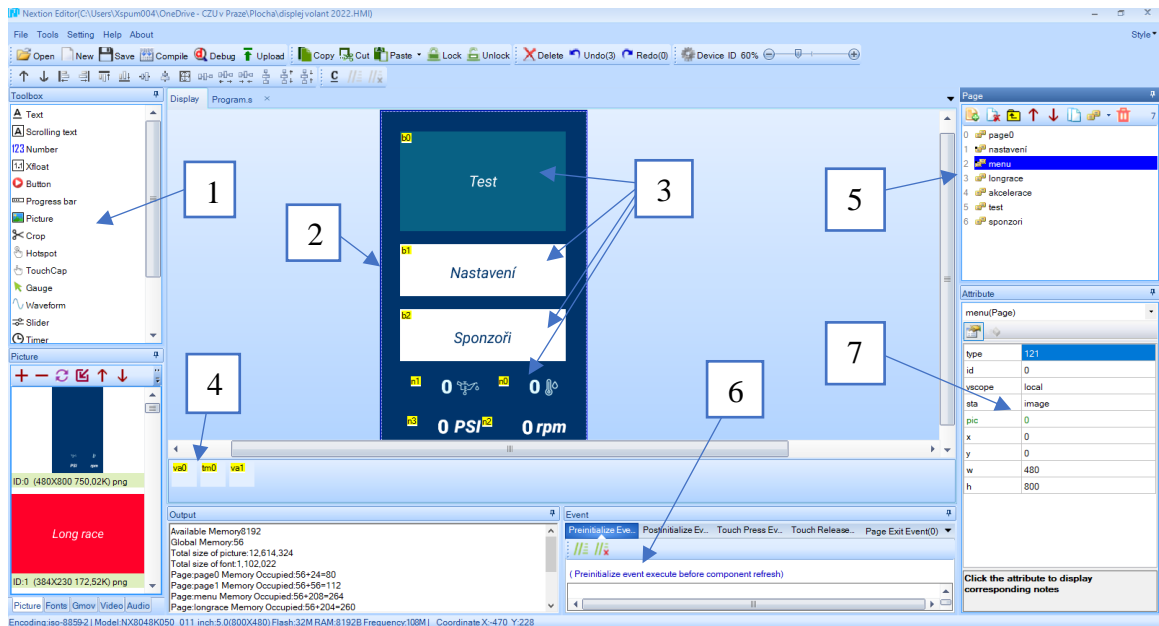 Nextion Editor(C:\Users\Xspum004\OneDrive - CZU v Praze\Plocha\displej volant 2022.HMI)
File Tools Setting Help About Style
Open New Save Compile Debug Upload Copy Cut Paste Lock Unlock Delete Undo(3) Redo(0) Device ID 60%
Toolbox
Text
Scrolling text
123 Number
1.1 Xfloat
Button
Progress bar
Picture
Crop
Hotspot
TouchCap
Gauge
Waveform
Slider
Timer
Picture
ID:0 (480X800 750,02K) png
Long race
ID:1 (384X230 172,52K) png
Picture Fonts Gmov Video Audio
Display Program.s
b0
Test
b1
Nastavení
b2
Sponzoři
n1 0 n0 0
n3 0 PSI n2 0 rpm
1
2
3
4
5
6
7
va0 tm0 va1
Output
Available Memory8192
Global Memory:56
Total size of picture:12,614,324
Total size of font:1,102,022
Page:page0 Memory Occupied:56+24=80
Page:page1 Memory Occupied:56+56=112
Page:menu Memory Occupied:56+208=264
Page:longrace Memory Occupied:56+204=260
Event
Preinitialize Eve.. Postinitialize Ev.. Touch Press Ev.. Touch Release... Page Exit Event(0)
( Preinitialize event execute before component refresh)
Page
7
0 page0
1 nastavení
2 menu
3 longrace
4 akcelerace
5 test
6 sponzori
Attribute
menu(Page)
type 121
id 0
vscope local
sta image
pic 0
x 0
y 0
w 480
h 800
Click the attribute to display
corresponding notes
Encoding:iso-8859-2 | Model:NX8048K050_011 inch:5.0(800X480) Flash:32M RAM:8192B Frequency:108M | Coordinate X:-470 Y:228